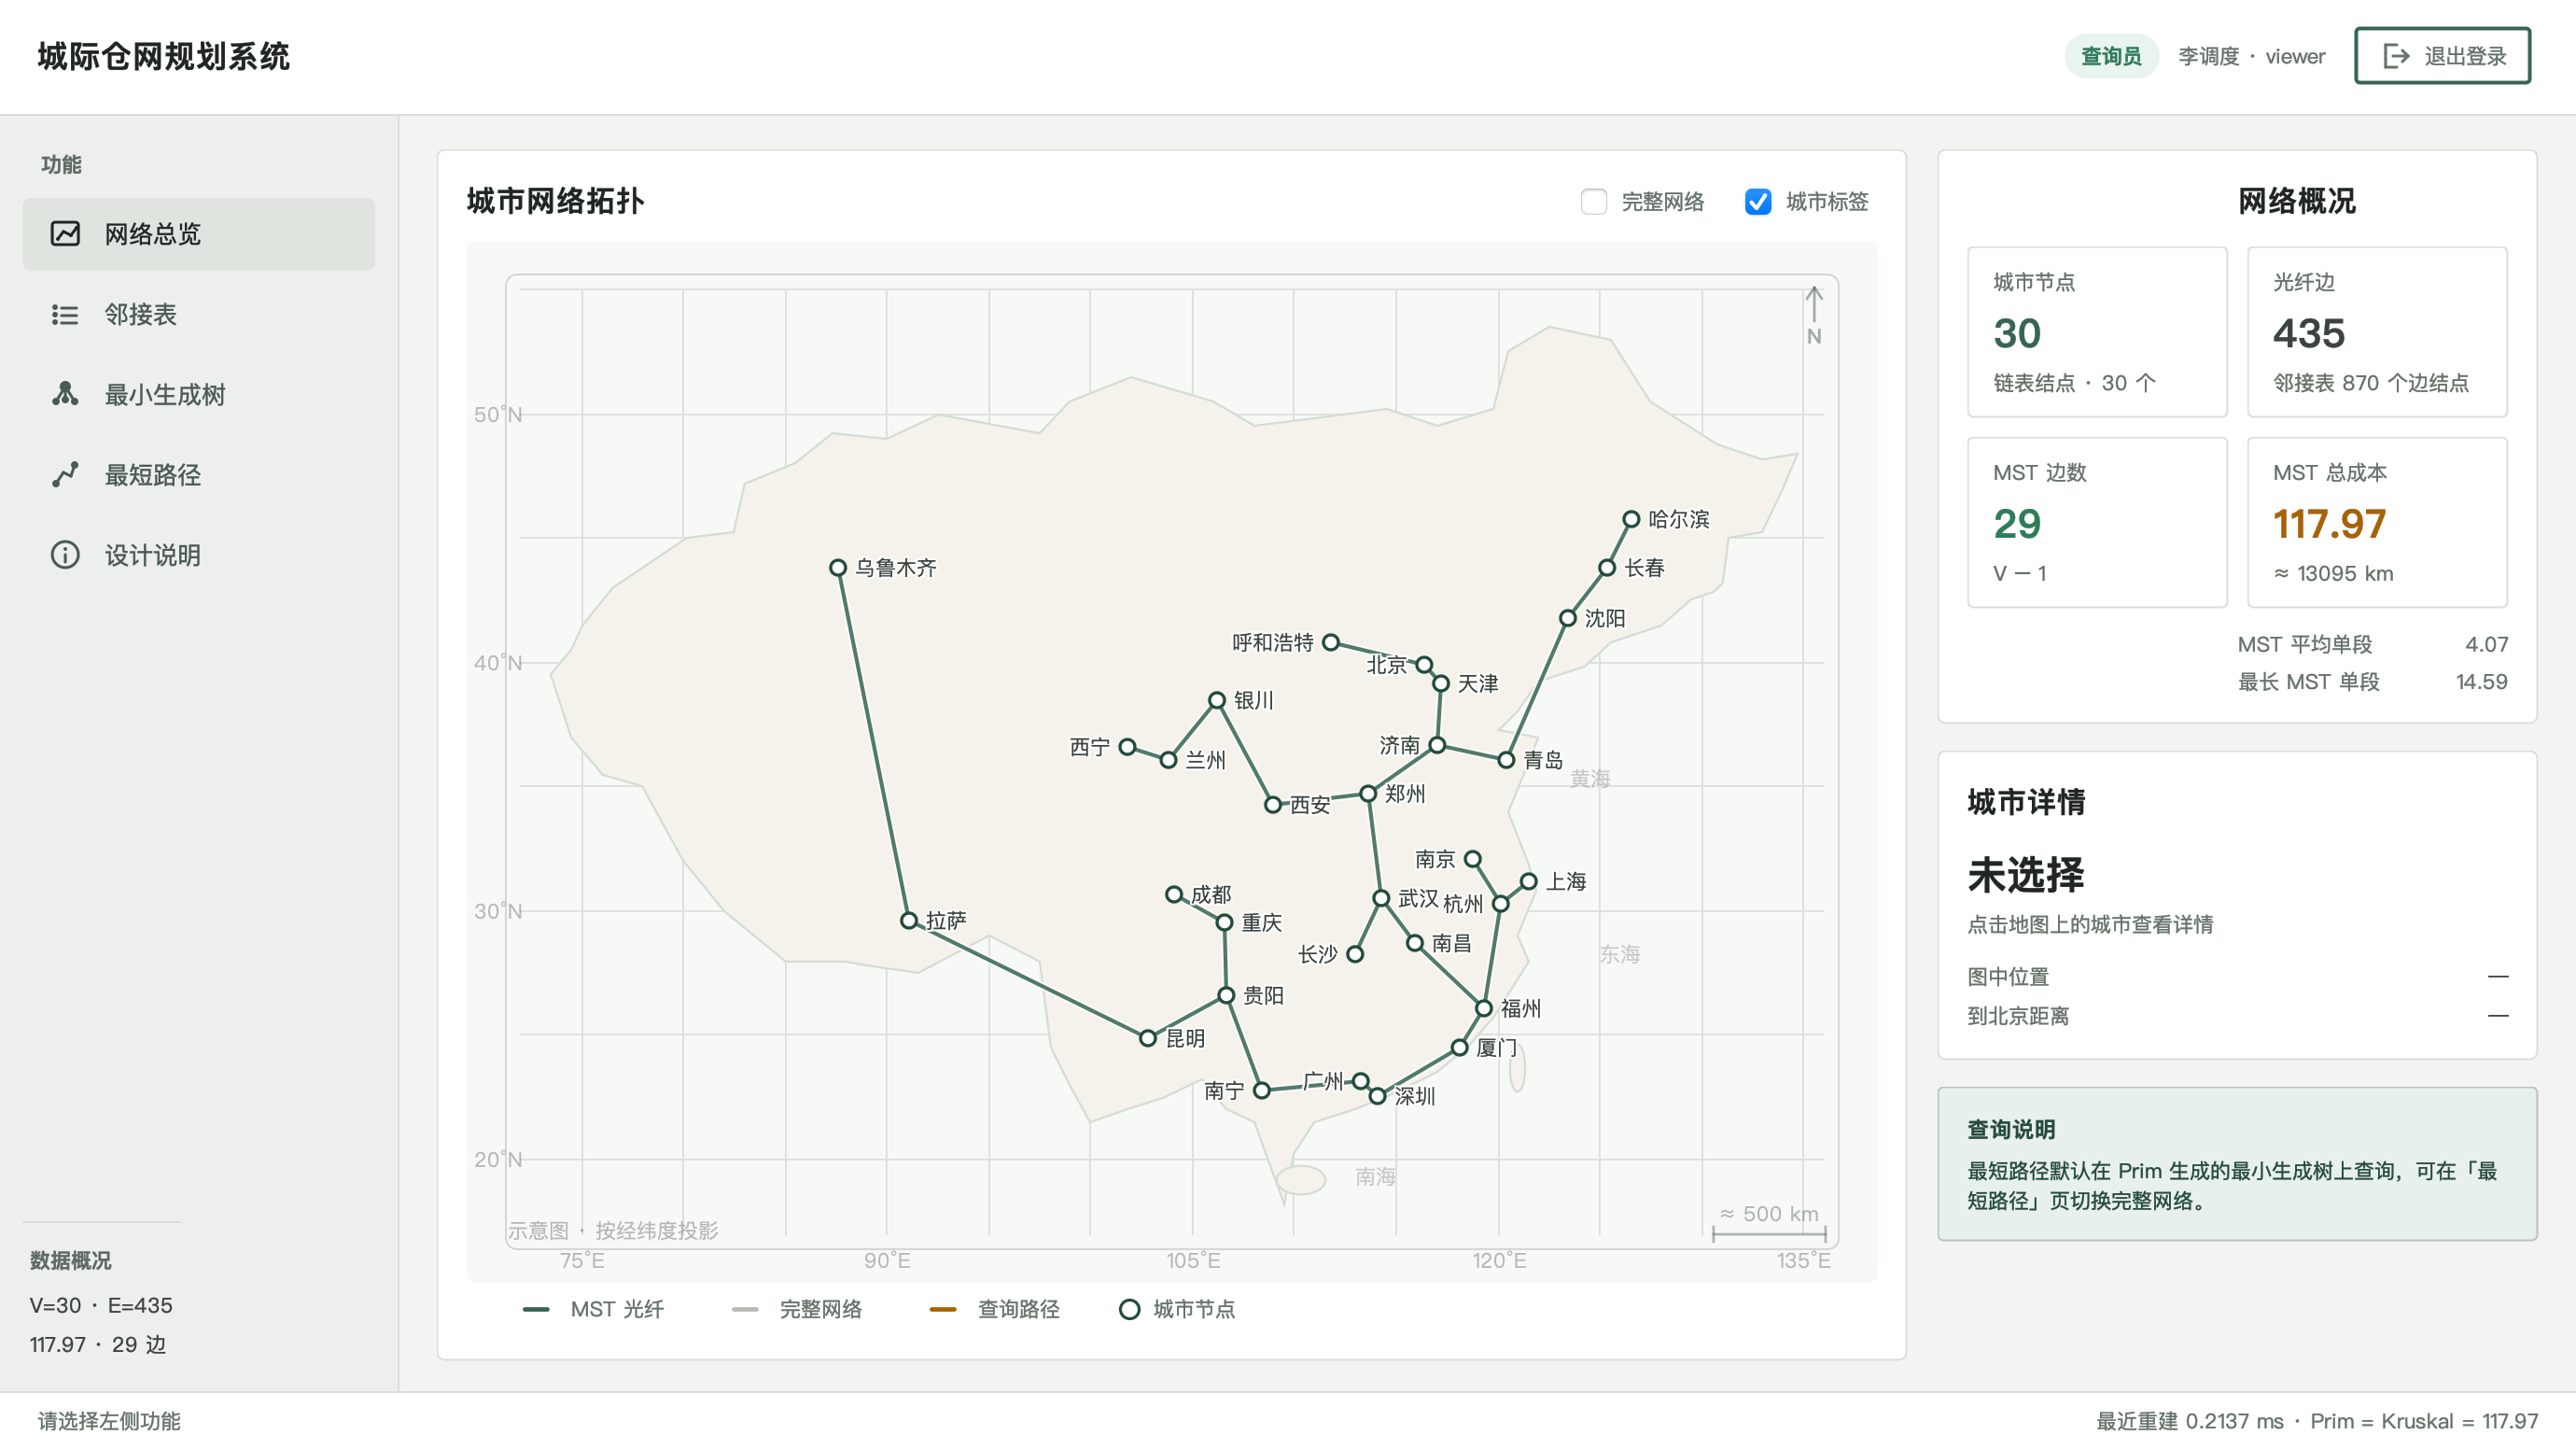 城际仓网规划系统
查询员
李调度 · viewer
退出登录
功能
网络总览
邻接表
最小生成树
最短路径
设计说明
数据概况
V=30 · E=435
117.97 · 29 边
城市网络拓扑
完整网络
城市标签
N
50°N
40°N
30°N
20°N
哈尔滨
乌鲁木齐
长春
沈阳
呼和浩特
北京
天津
银川
西宁
兰州
济南
青岛
黄海
西安
郑州
南京
上海
成都
武汉
杭州
拉萨
重庆
南昌
长沙
东海
贵阳
福州
昆明
厦门
南宁
广州
深圳
南海
≈ 500 km
示意图 · 按经纬度投影
75°E
90°E
105°E
120°E
135°E
MST 光纤
完整网络
查询路径
城市节点
网络概况
城市节点
30
链表结点 · 30 个
光纤边
435
邻接表 870 个边结点
MST 边数
29
V — 1
MST 总成本
117.97
≈ 13095 km
MST 平均单段 4.07
最长 MST 单段 14.59
城市详情
未选择
点击地图上的城市查看详情
图中位置 —
到北京距离 —
查询说明
最短路径默认在 Prim 生成的最小生成树上查询，可在「最
短路径」页切换完整网络。
请选择左侧功能
最近重建 0.2137 ms · Prim = Kruskal = 117.97